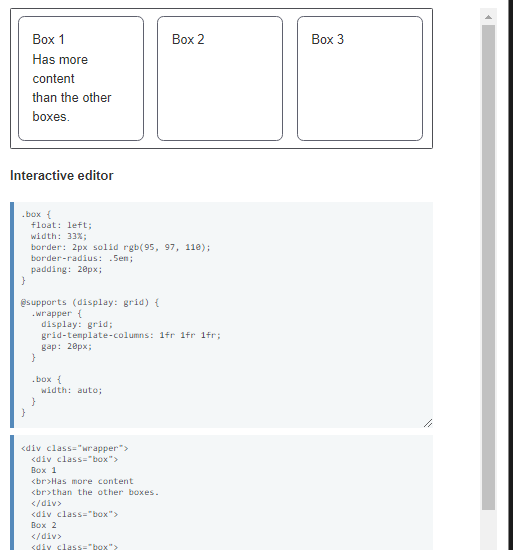 Box 1
Has more
content
than the other
boxes.
Box 2
Box 3
Interactive editor
.box {
float: left;
width: 33%;
border: 2px solid rgb(95, 97, 110);
border-radius: .5em;
padding: 20px;
}
@supports (display: grid) {
.wrapper {
display: grid;
grid-template-columns: 1fr 1fr 1fr;
gap: 20px;
}
.box {
width: auto;
}
}
<div class="wrapper">
<div class="box">
Box 1
<br>Has more content
<br>than the other boxes.
</div>
<div class="box">
Box 2
</div>
<div class="box">